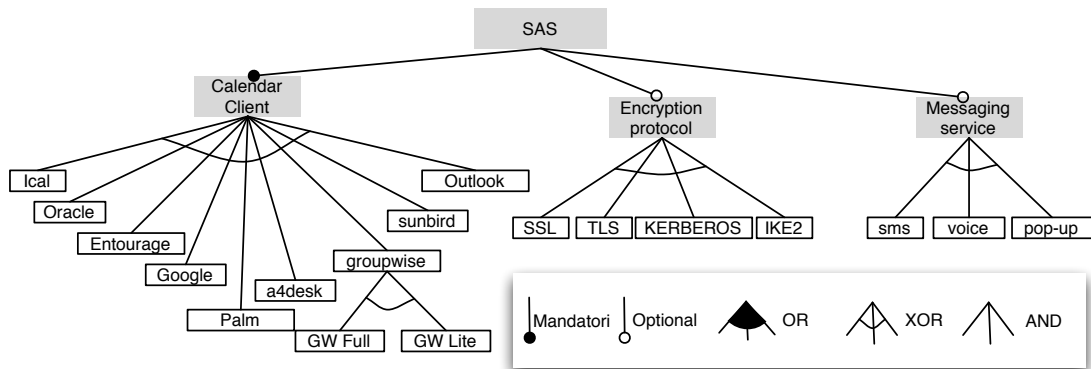 SAS
Calendar
Client
Encryption
protocol
Messaging
service
Ical
Oracle
Entourage
Google
Palm
a4desk
groupwise
GW Full
GW Lite
sunbird
Outlook
SSL
TLS
KERBEROS
IKE2
sms
voice
pop-up
Mandatori
Optional
OR
XOR
AND